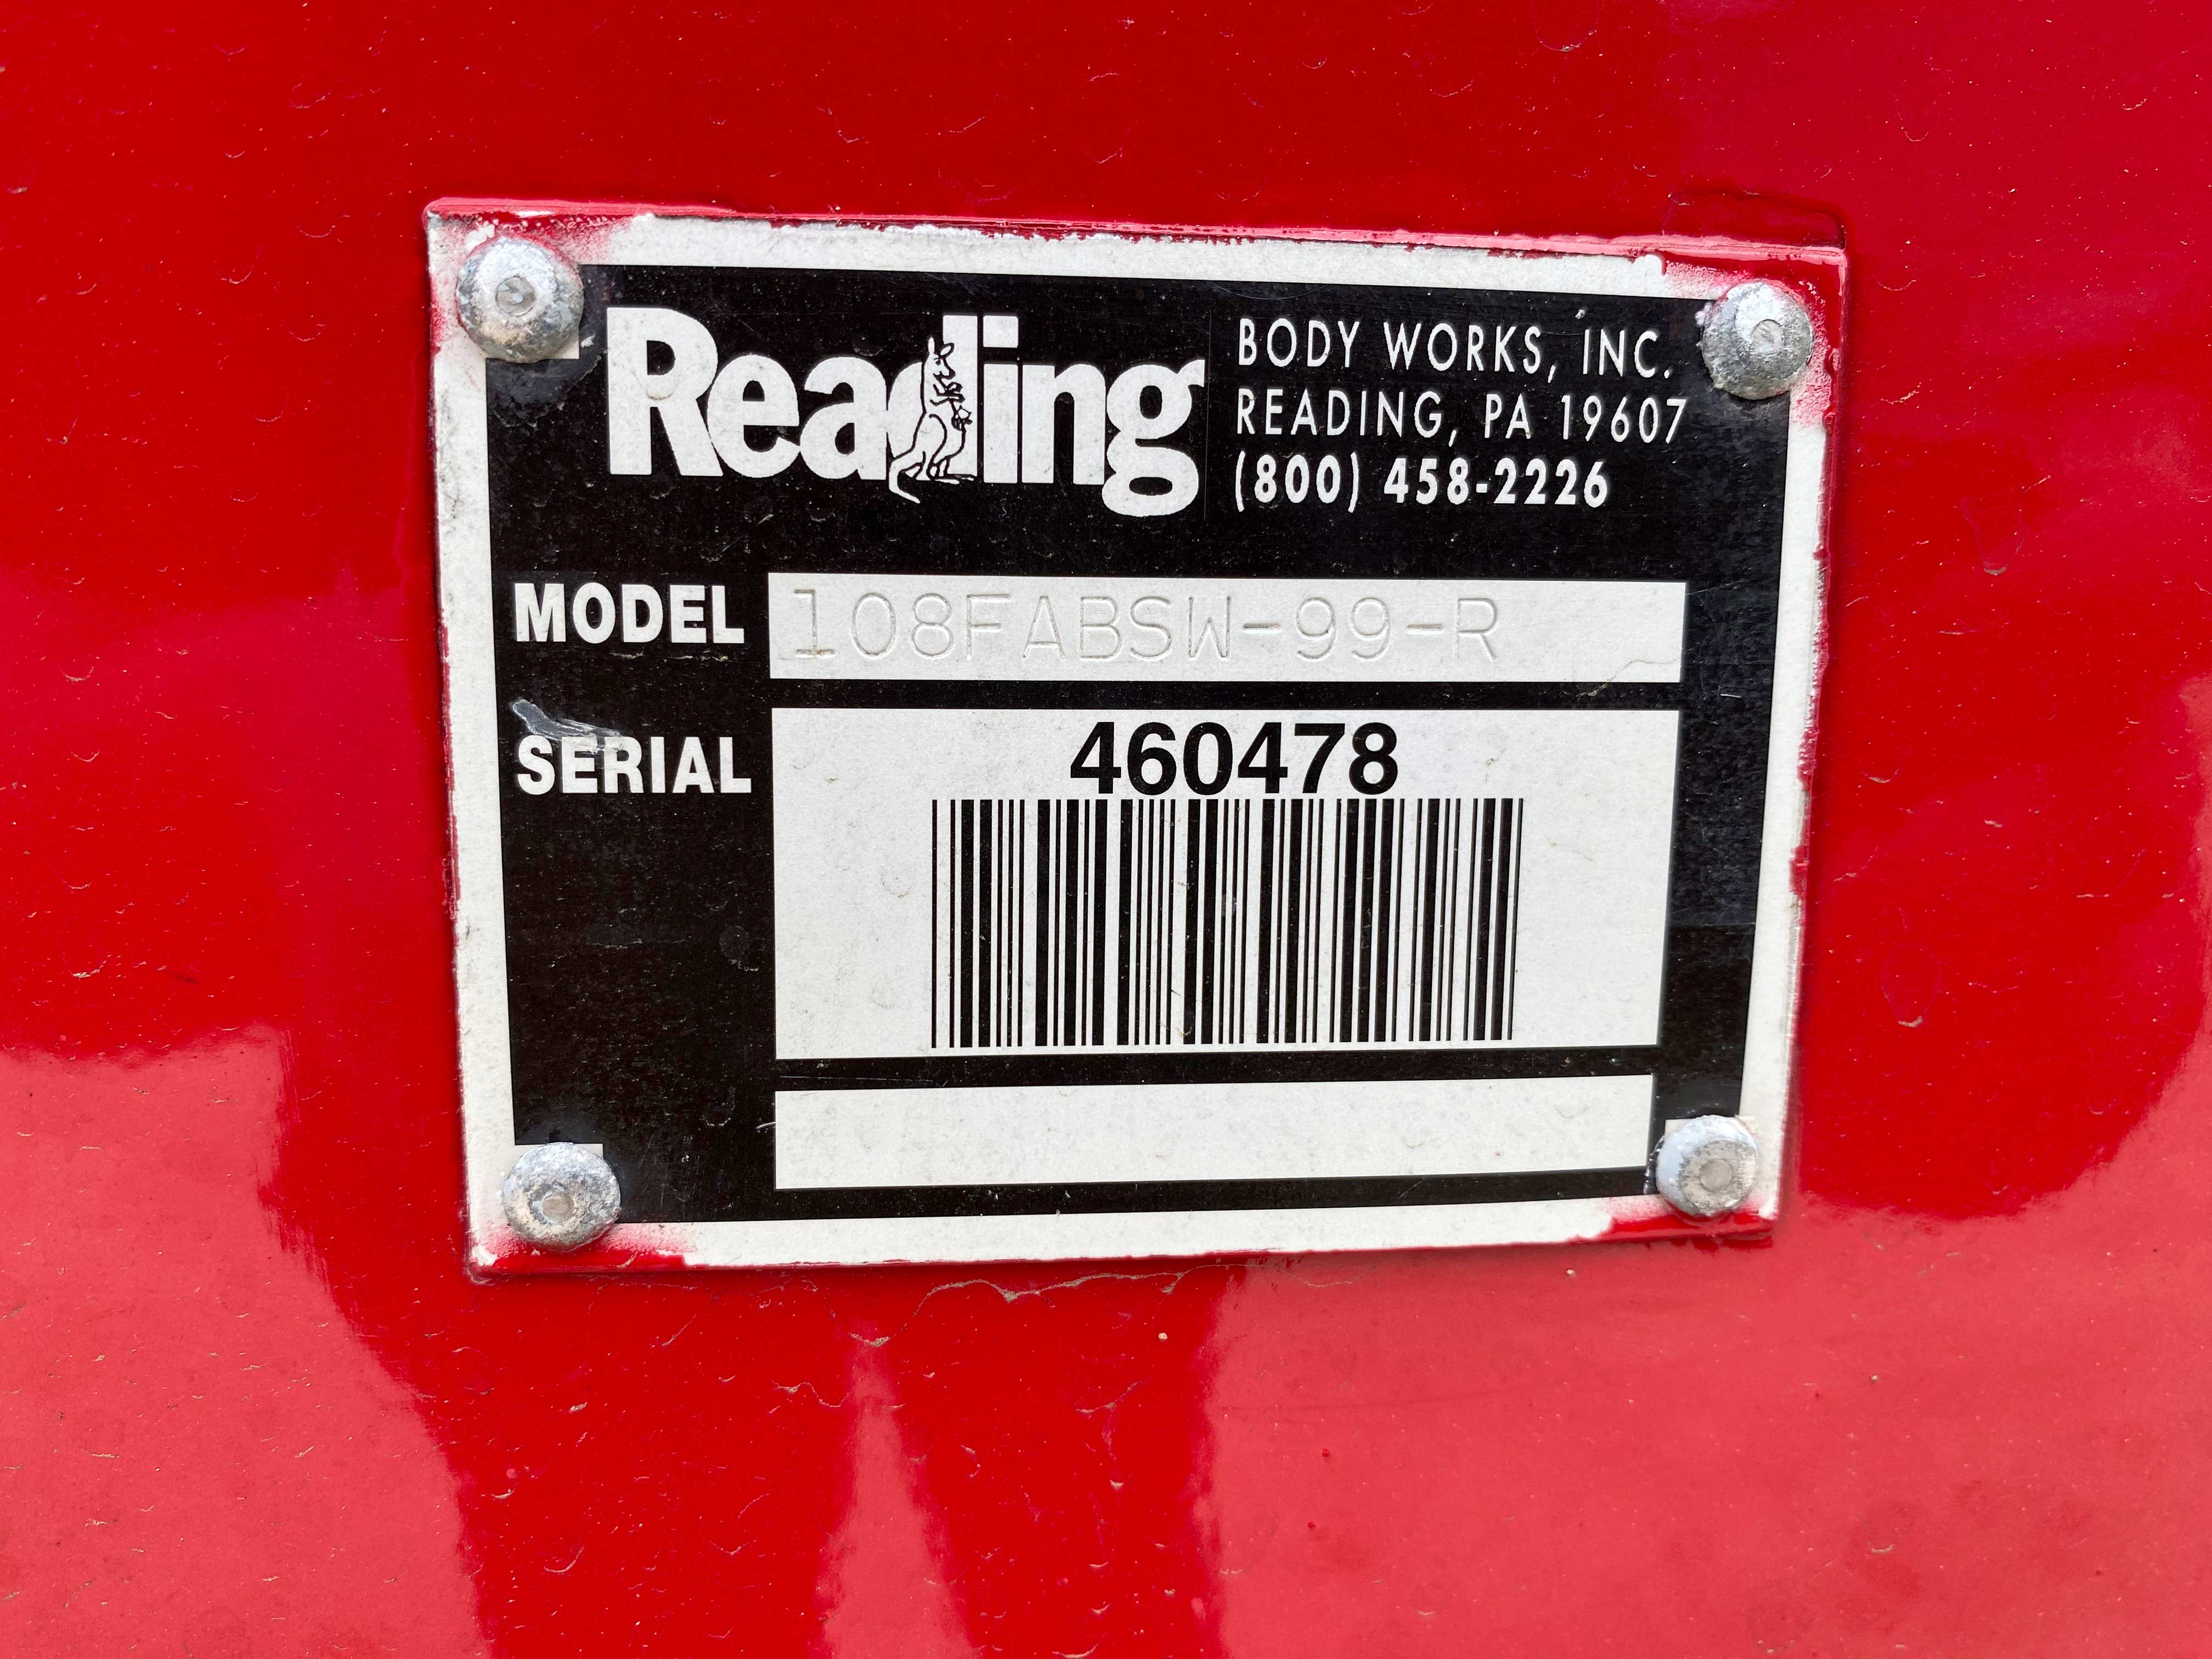 Reading
BODY WORKS, INC.
READING, PA 19607
(800) 458-2226
MODEL 108FABSW-99-R
SERIAL 460478